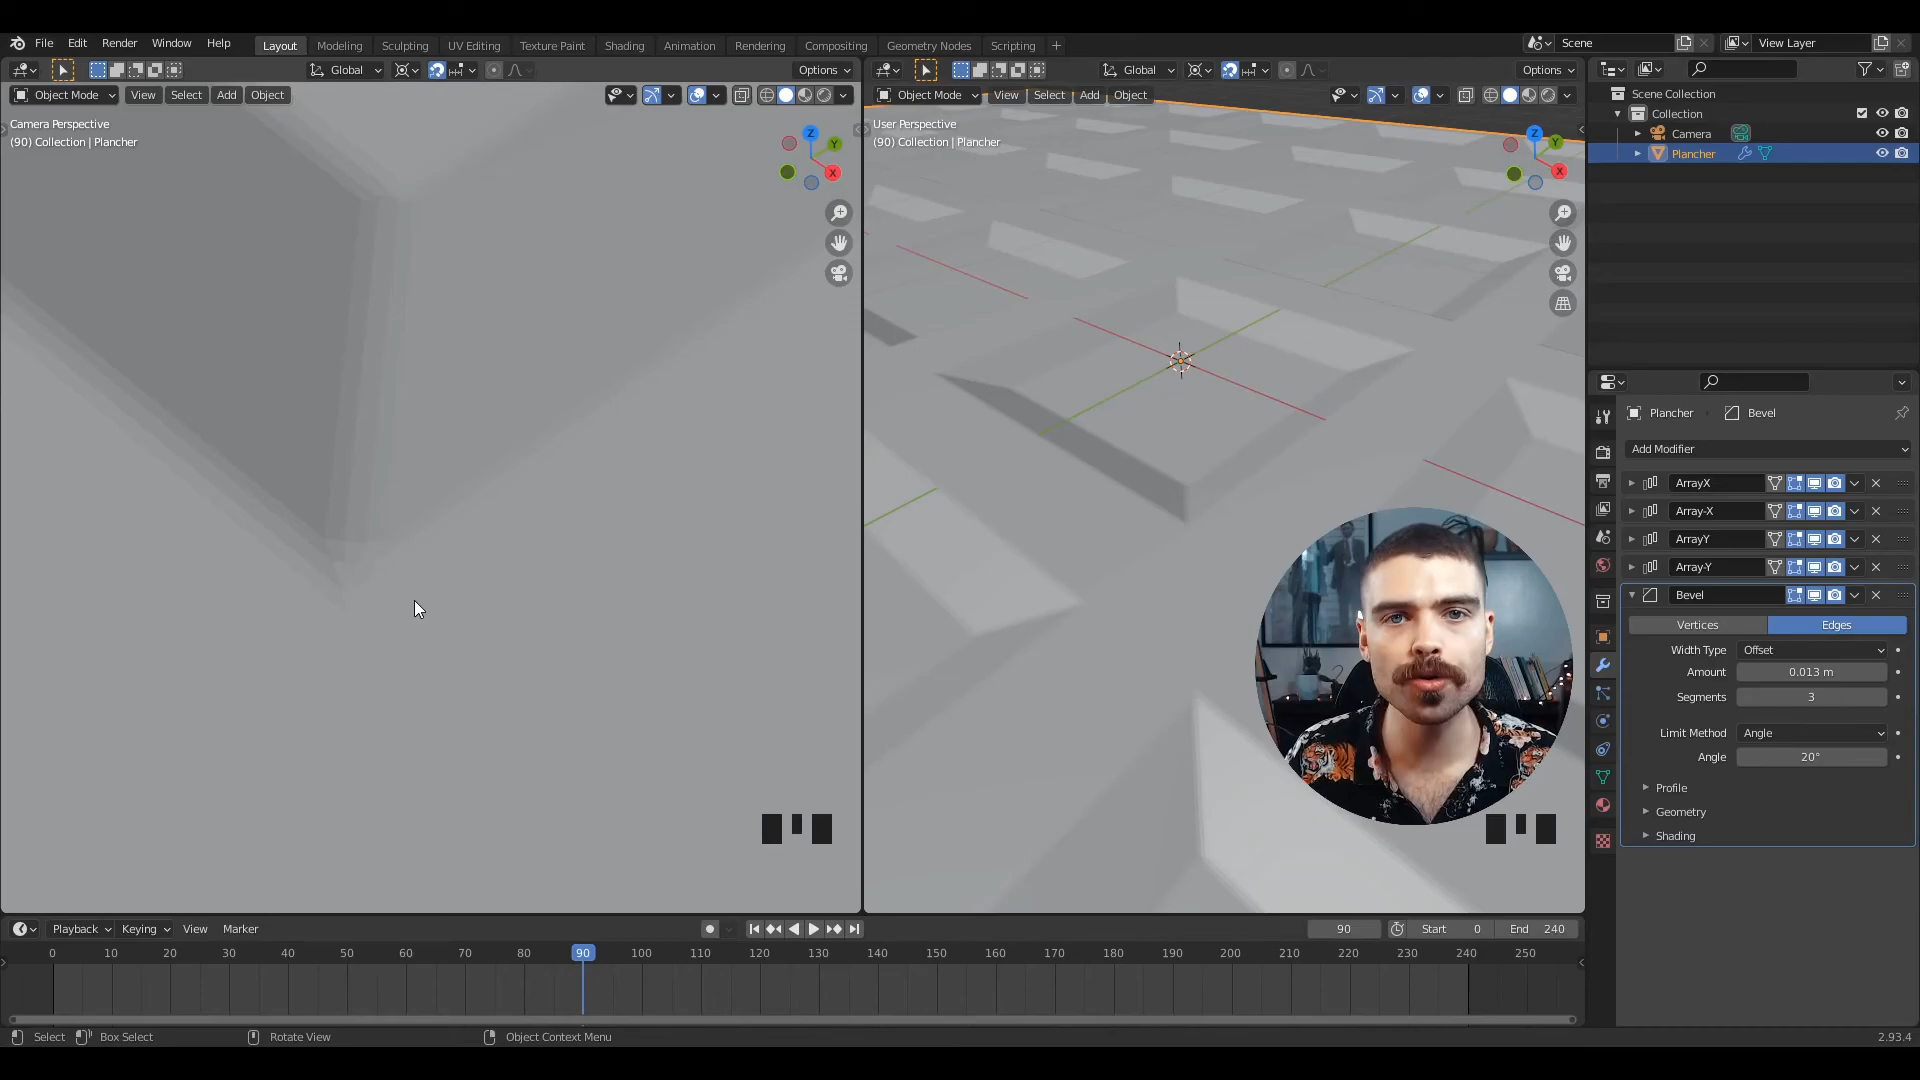 File Edit Render Window Help Layout Modeling Sculpting UV Editing Texture Paint Shading Animation Rendering Compositing Geometry Nodes Scripting + Scene View Layer
Global Options Global Options
Object Mode View Select Add Object Object Mode View Select Add Object
Scene Collection
Collection
Camera
Plancher
Camera Perspective
(90) Collection | Plancher
Z
Y
X
User Perspective
(90) Collection | Plancher
Z
Y
X
Plancher Bevel
Add Modifier
ArrayX
Array-X
ArrayY
Array-Y
Bevel
Vertices Edges
Width Type Offset
Amount 0.013 m
Segments 3
Limit Method Angle
Angle 20°
Profile
Geometry
Shading
Playback Keying View Marker 90 Start 0 End 240
0 10 20 30 40 50 60 70 80 90 100 110 120 130 140 150 160 170 180 190 200 210 220 230 240 250
Select Box Select Rotate View Object Context Menu 2.93.4